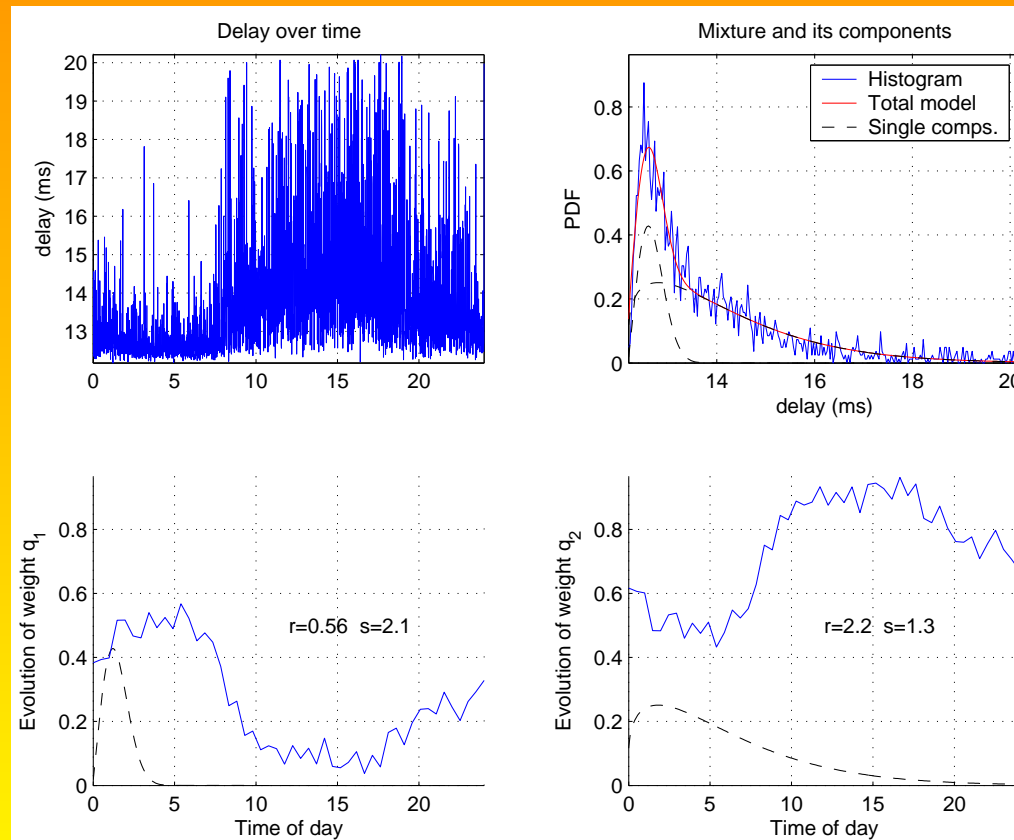 Delay over time
20
19
18
17
16
15
14
13
delay (ms)
0 5 10 15 20
Mixture and its components
Histogram
Total model
Single comps.
0.8
0.6
0.4
0.2
0
PDF
14 16 18 20
delay (ms)
0.8
0.6
0.4
0.2
0
Evolution of weight q1
r=0.56 s=2.1
0 5 10 15 20
Time of day
0.8
0.6
0.4
0.2
0
Evolution of weight q2
r=2.2 s=1.3
0 5 10 15 20
Time of day